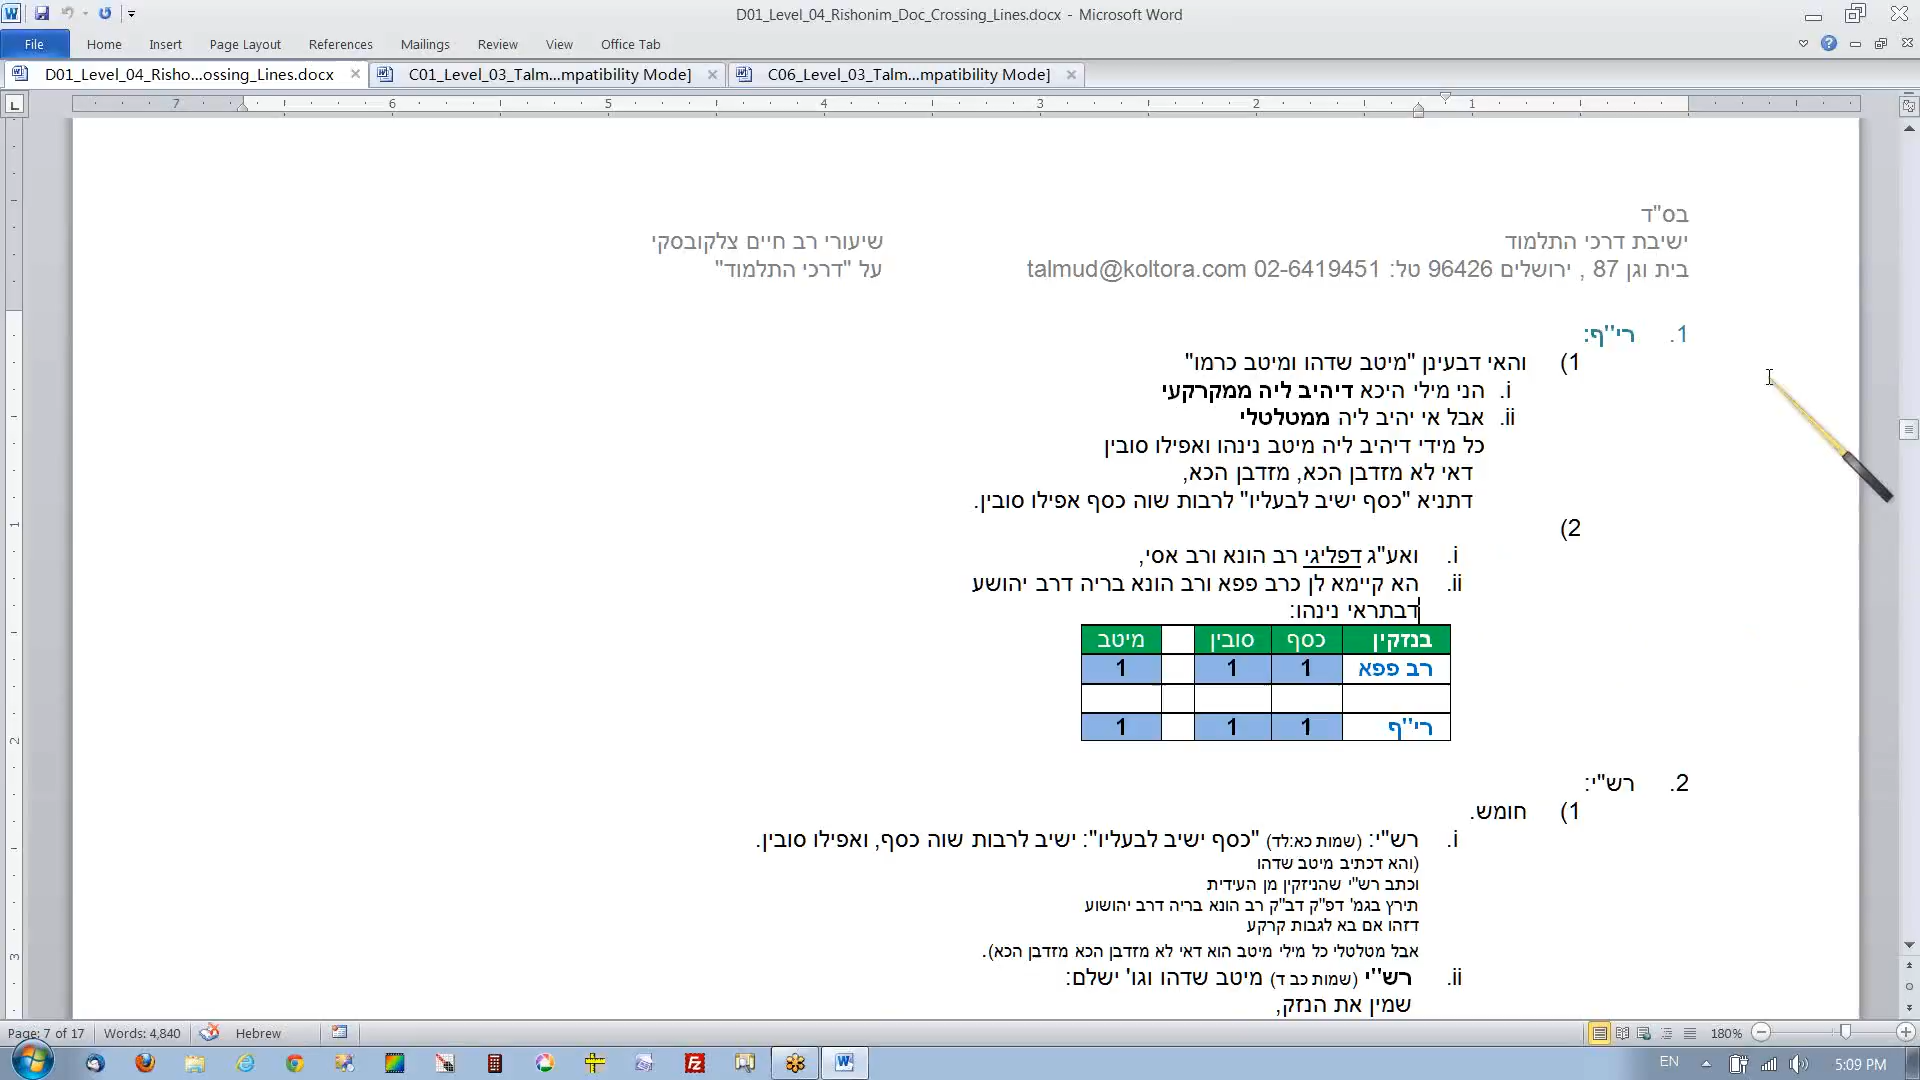 D01_Level_04_Rishonim_Doc_Crossing_Lines.docx - Microsoft Word
File Home Insert Page Layout References Mailings Review View Office Tab
D01_Level_04_Risho...ossing_Lines.docx C01_Level_03_Talm...mpatibility Mode] C06_Level_03_Talm...mpatibility Mode]
7 6 5 4 3 2 1
בס"ד
ישיבת דרכי התלמוד שיעורי רב חיים צלקובסקי
בית וגן 87 , ירושלים 96426 טל: 02-6419451 talmud@koltora.com על "דרכי התלמוד"
1. רי''ף:
1) והאי דבעינן "מיטב שדהו ומיטב כרמו"
i. הני מילי היכא דיהיב ליה ממקרקעי
ii. אבל אי יהיב ליה ממטלטלי
כל מידי דיהיב ליה מיטב נינהו ואפילו סובין
דאי לא מזדבן הכא, מזדבן הכא,
דתניא "כסף ישיב לבעליו" לרבות שוה כסף אפילו סובין.
2)
i. ואע"ג דפליגי רב הונא ורב אסי,
ii. הא קיימא לן כרב פפא ורב הונא בריה דרב יהושע
דבתראי נינהו:
בנזקין כסף סובין מיטב
רב פפא 1 1 1
רי''ף 1 1 1
2. רש"י:
1) חומש.
i. רש"י: (שמות כא:לד) "כסף ישיב לבעליו": ישיב לרבות שוה כסף, ואפילו סובין.
(והא דכתיב מיטב שדהו
וכתב רש"י שהניזקין מן העידית
תירץ בגמ' דפ"ק דב"ק רב הונא בריה דרב יהושוע
דזהו אם בא לגבות קרקע
אבל מטלטלי כל מילי מיטב הוא דאי לא מזדבן הכא מזדבן הכא).
ii. רש''י (שמות כב ד) מיטב שדהו וגו' ישלם:
שמין את הנזק,
Page: 7 of 17 Words: 4,840 Hebrew 180%
EN 5:09 PM